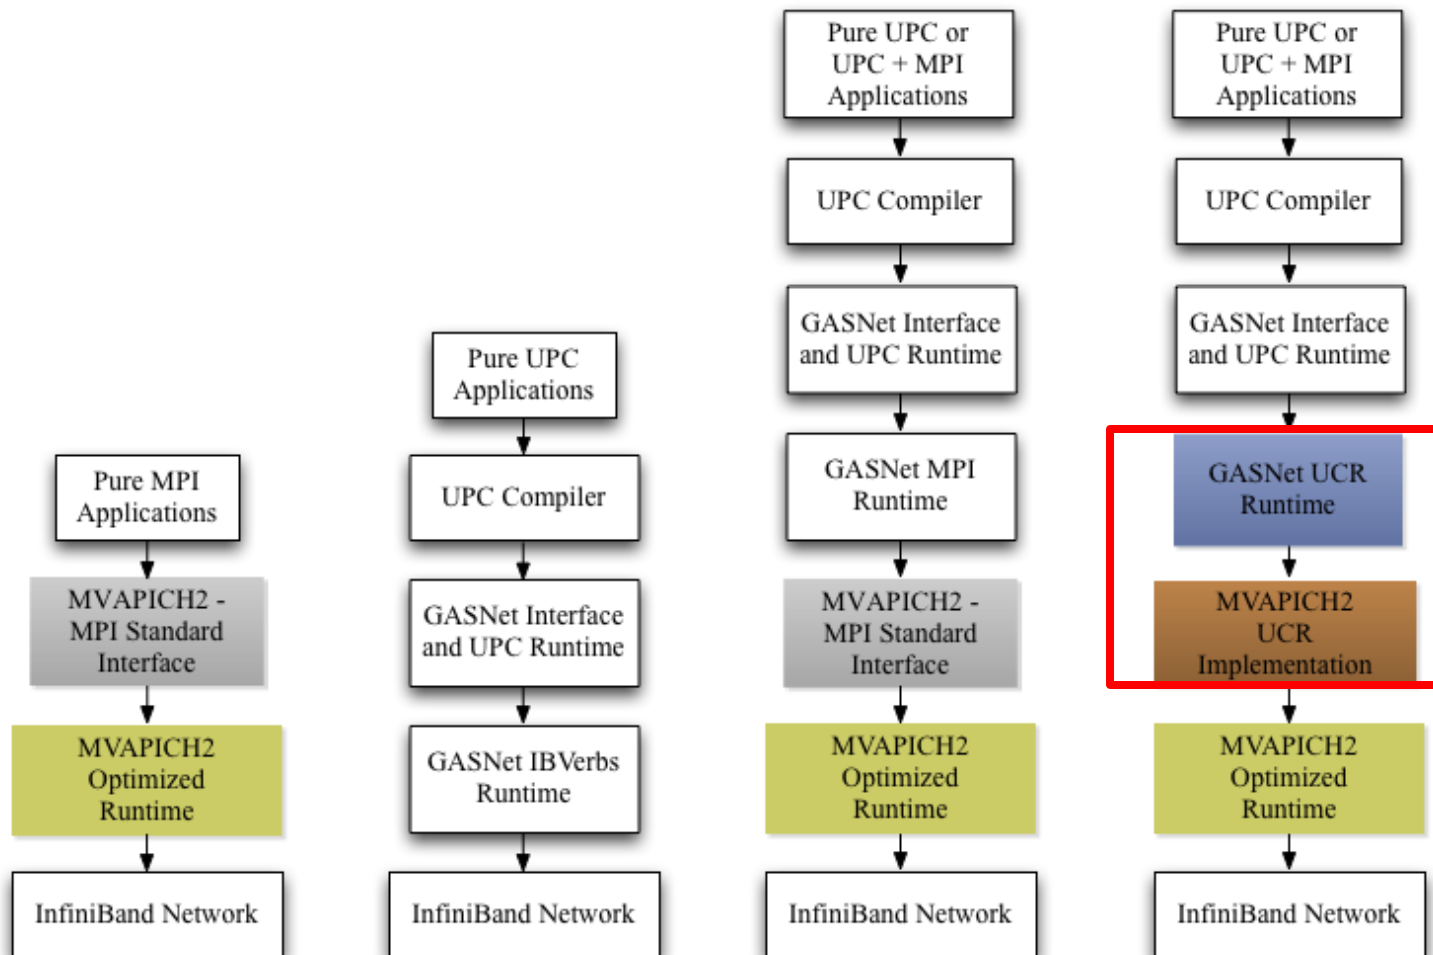 Pure MPI
Applications
MVAPICH2 -
MPI Standard
Interface
MVAPICH2
Optimized
Runtime
InfiniBand Network
Pure UPC
Applications
UPC Compiler
GASNet Interface
and UPC Runtime
GASNet IBVerbs
Runtime
InfiniBand Network
Pure UPC or
UPC + MPI
Applications
UPC Compiler
GASNet Interface
and UPC Runtime
GASNet MPI
Runtime
MVAPICH2 -
MPI Standard
Interface
MVAPICH2
Optimized
Runtime
InfiniBand Network
Pure UPC or
UPC + MPI
Applications
UPC Compiler
GASNet Interface
and UPC Runtime
GASNet UCR
Runtime
MVAPICH2
UCR
Implementation
MVAPICH2
Optimized
Runtime
InfiniBand Network